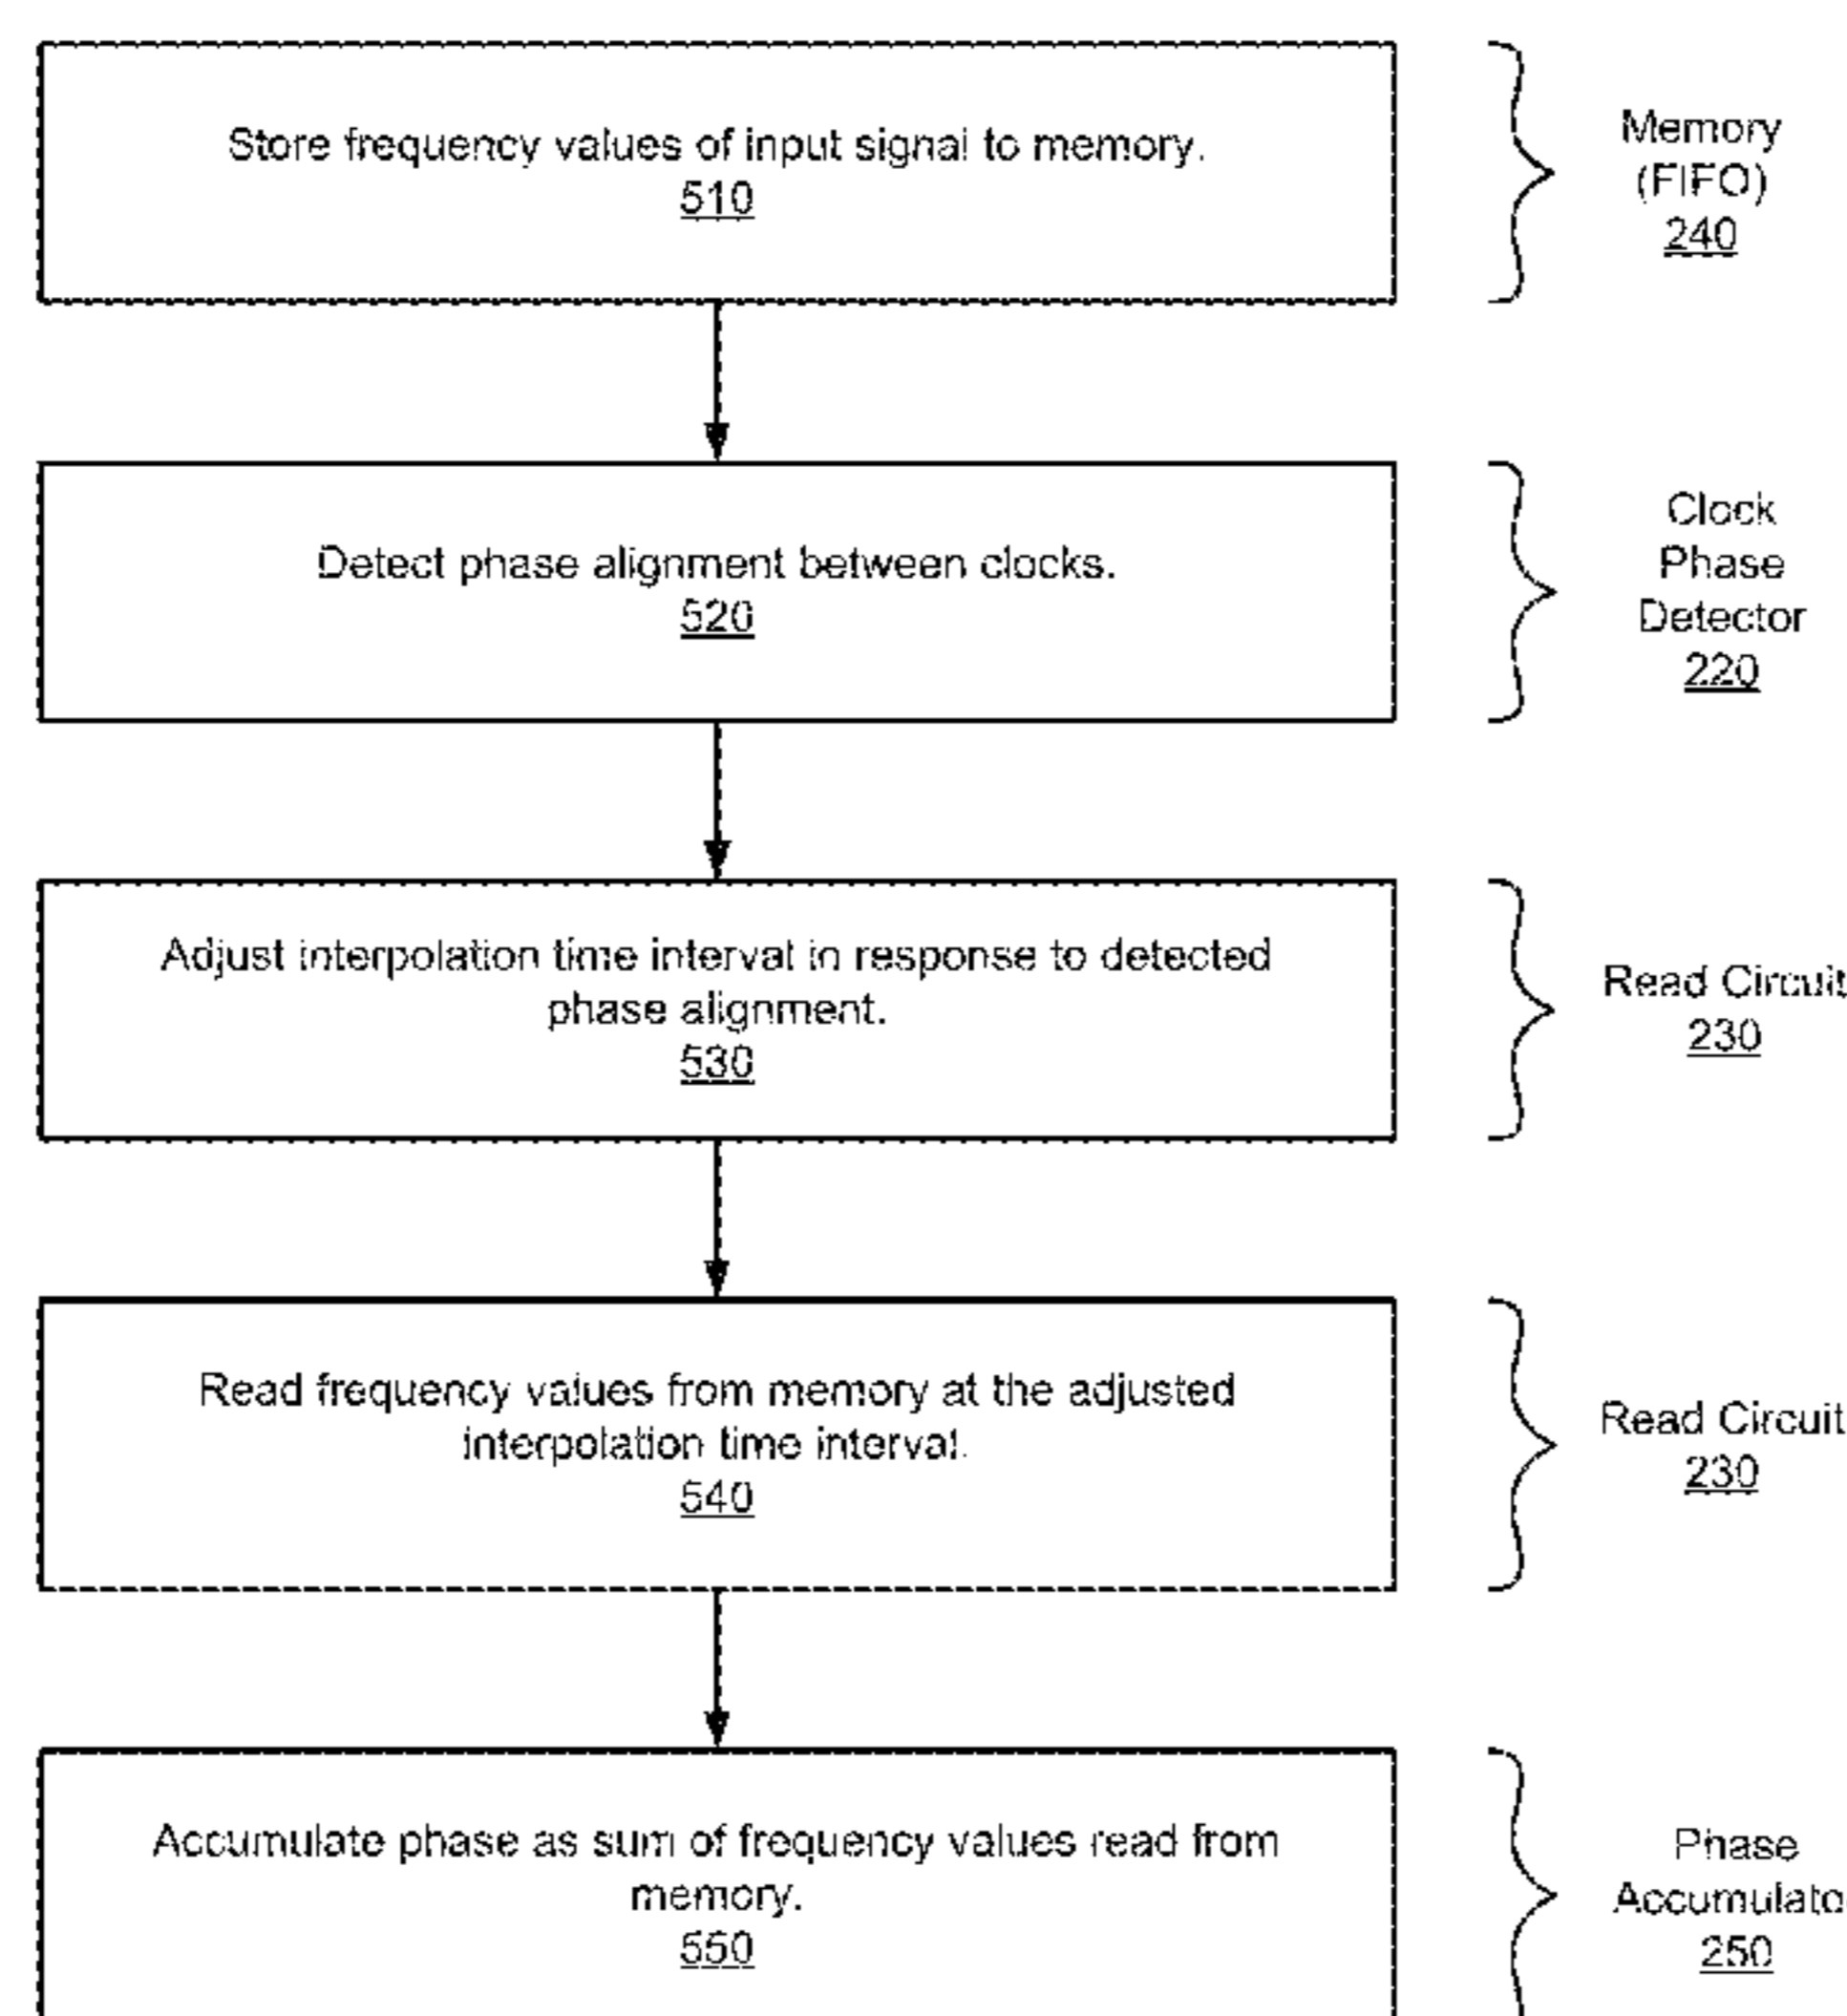 Store frequency values of input signal to memory.
510
Memory
(FIFO)
240
Detect phase alignment between clocks.
520
Clock
Phase
Detector
220
Adjust interpolation time interval in response to detected
phase alignment.
530
Read Circuit
230
Read frequency values from memory at the adjusted
interpolation time interval.
540
Read Circuit
230
Accumulate phase as sum of frequency values read from
memory.
550
Phase
Accumulato
250